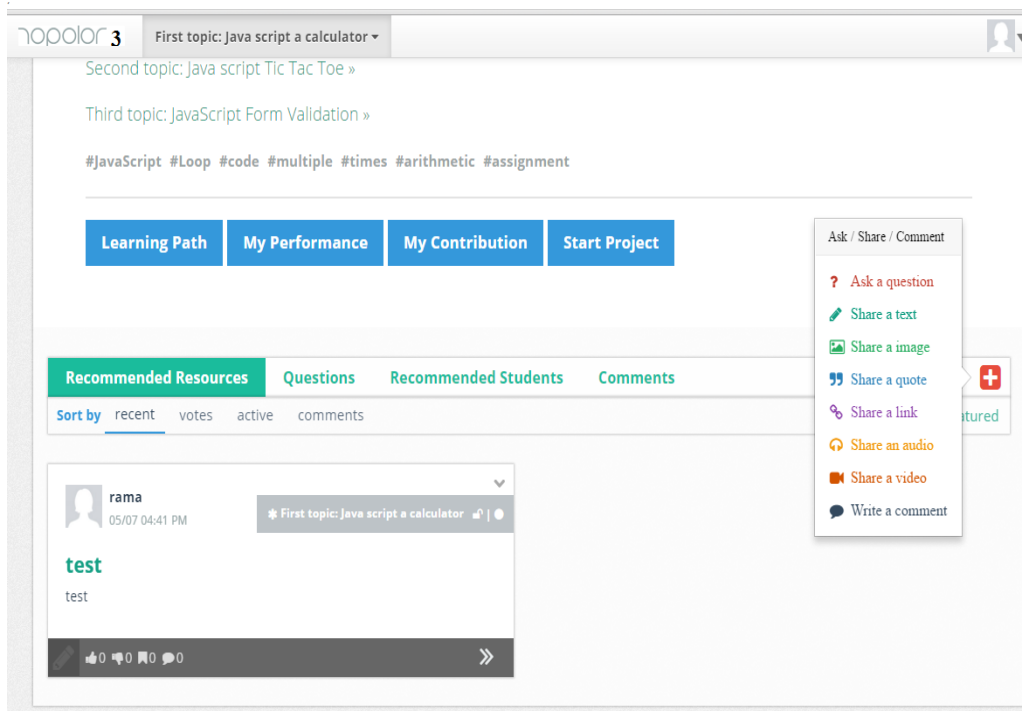 nopolor 3 First topic: Java script a calculator
Second topic: Java script Tic Tac Toe »
Third topic: JavaScript Form Validation »
#JavaScript #Loop #code #multiple #times #arithmetic #assignment
Learning Path My Performance My Contribution Start Project
Ask / Share / Comment
? Ask a question
Share a text
Share a image
Share a quote
Share a link
Share an audio
Share a video
Write a comment
Recommended Resources Questions Recommended Students Comments
Sort by recent votes active comments atured
rama
05/07 04:41 PM
✱ First topic: Java script a calculator |
test
test
0 0 0 0 »